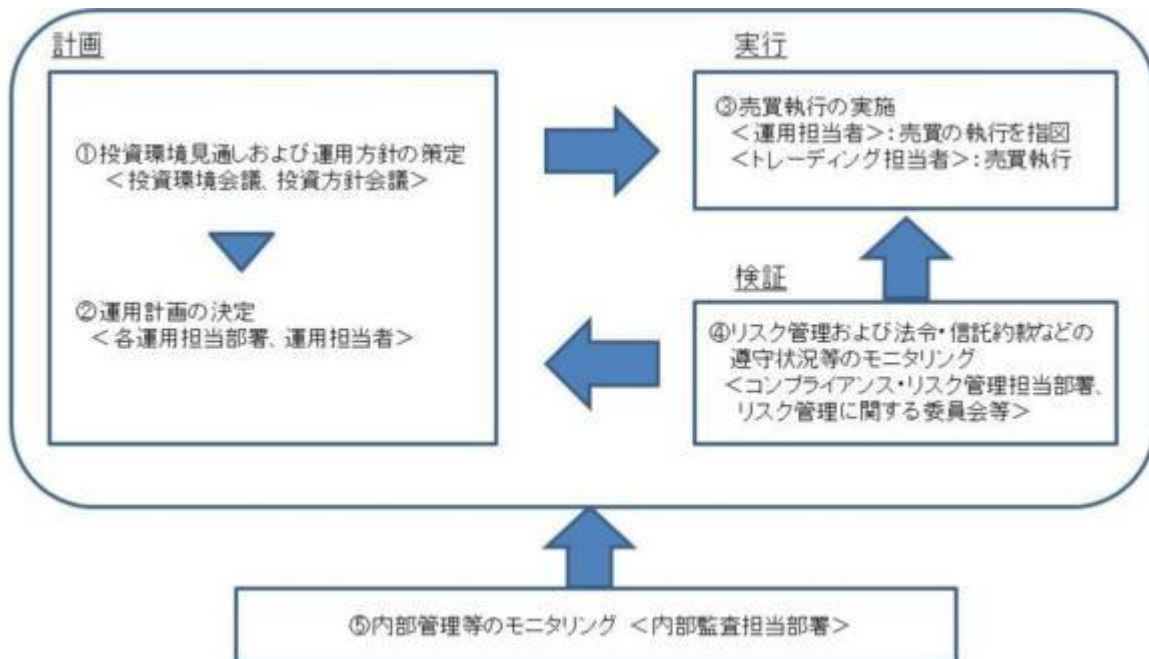 計画
①投資環境見通しおよび運用方針の策定
<投資環境会議、投資方針会議>
②運用計画の決定
<各運用担当部署、運用担当者>
実行
③売買執行の実施
<運用担当者>:売買の執行を指図
<トレーディング担当者>:売買執行
検証
④リスク管理および法令・信託約款などの
遵守状況等のモニタリング
<コンプライアンス・リスク管理担当部署、
リスク管理に関する委員会等>
⑤内部管理等のモニタリング <内部監査担当部署>